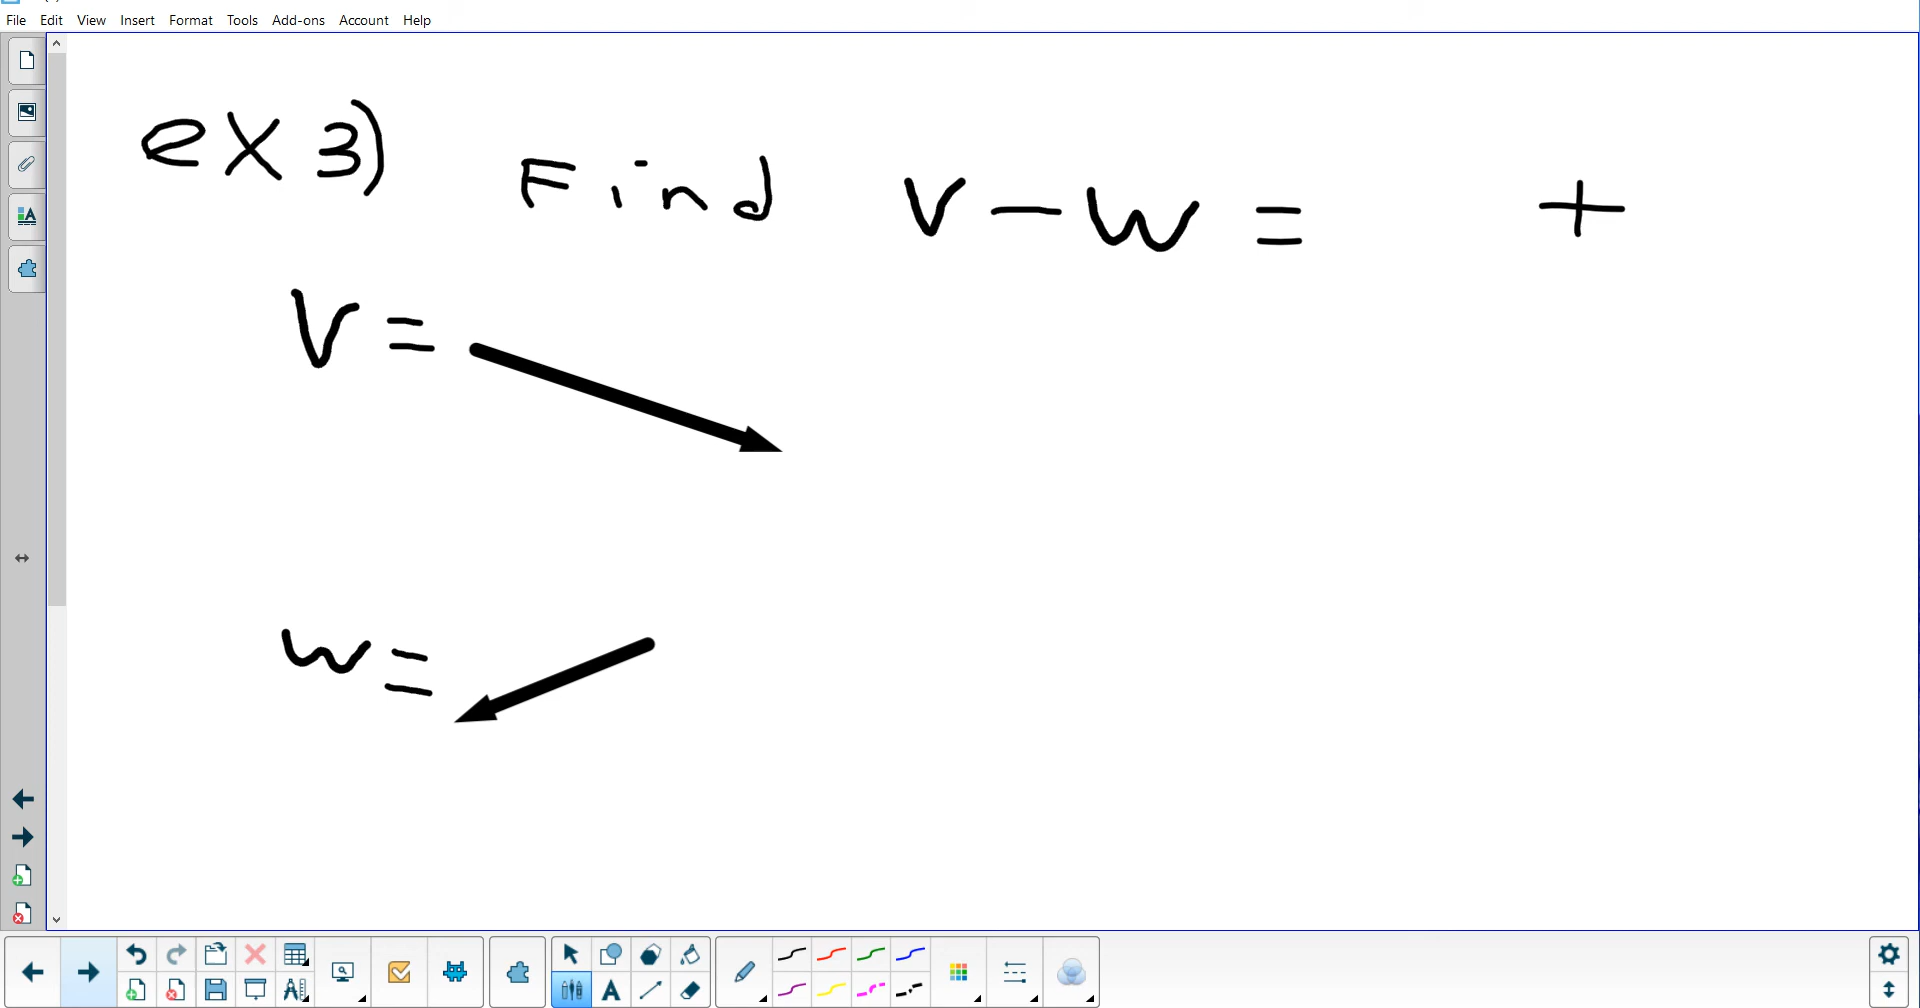 File Edit View Insert Format Tools Add-ons Account Help
ex 3) Find v - w = +
v =
w =